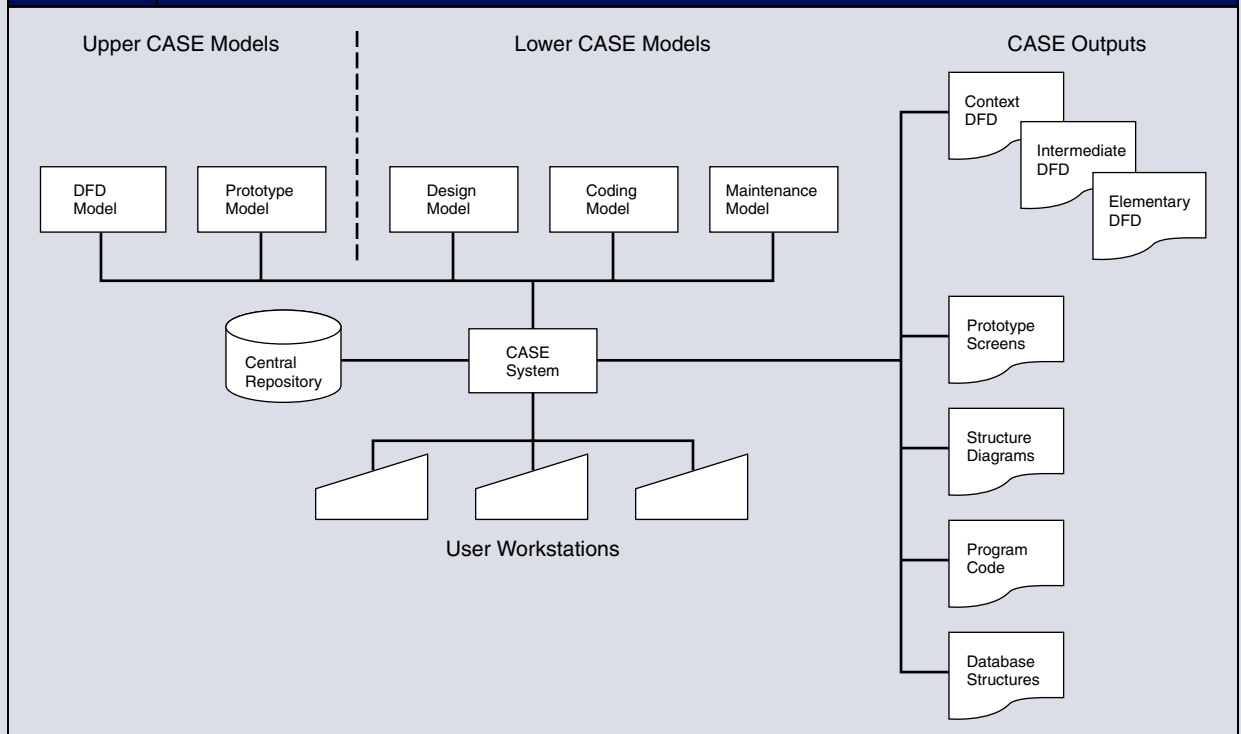 Upper CASE Models
Lower CASE Models
CASE Outputs
DFD
Model
Prototype
Model
Design
Model
Coding
Model
Maintenance
Model
Central
Repository
CASE
System
User Workstations
Context
DFD
Intermediate
DFD
Elementary
DFD
Prototype
Screens
Structure
Diagrams
Program
Code
Database
Structures